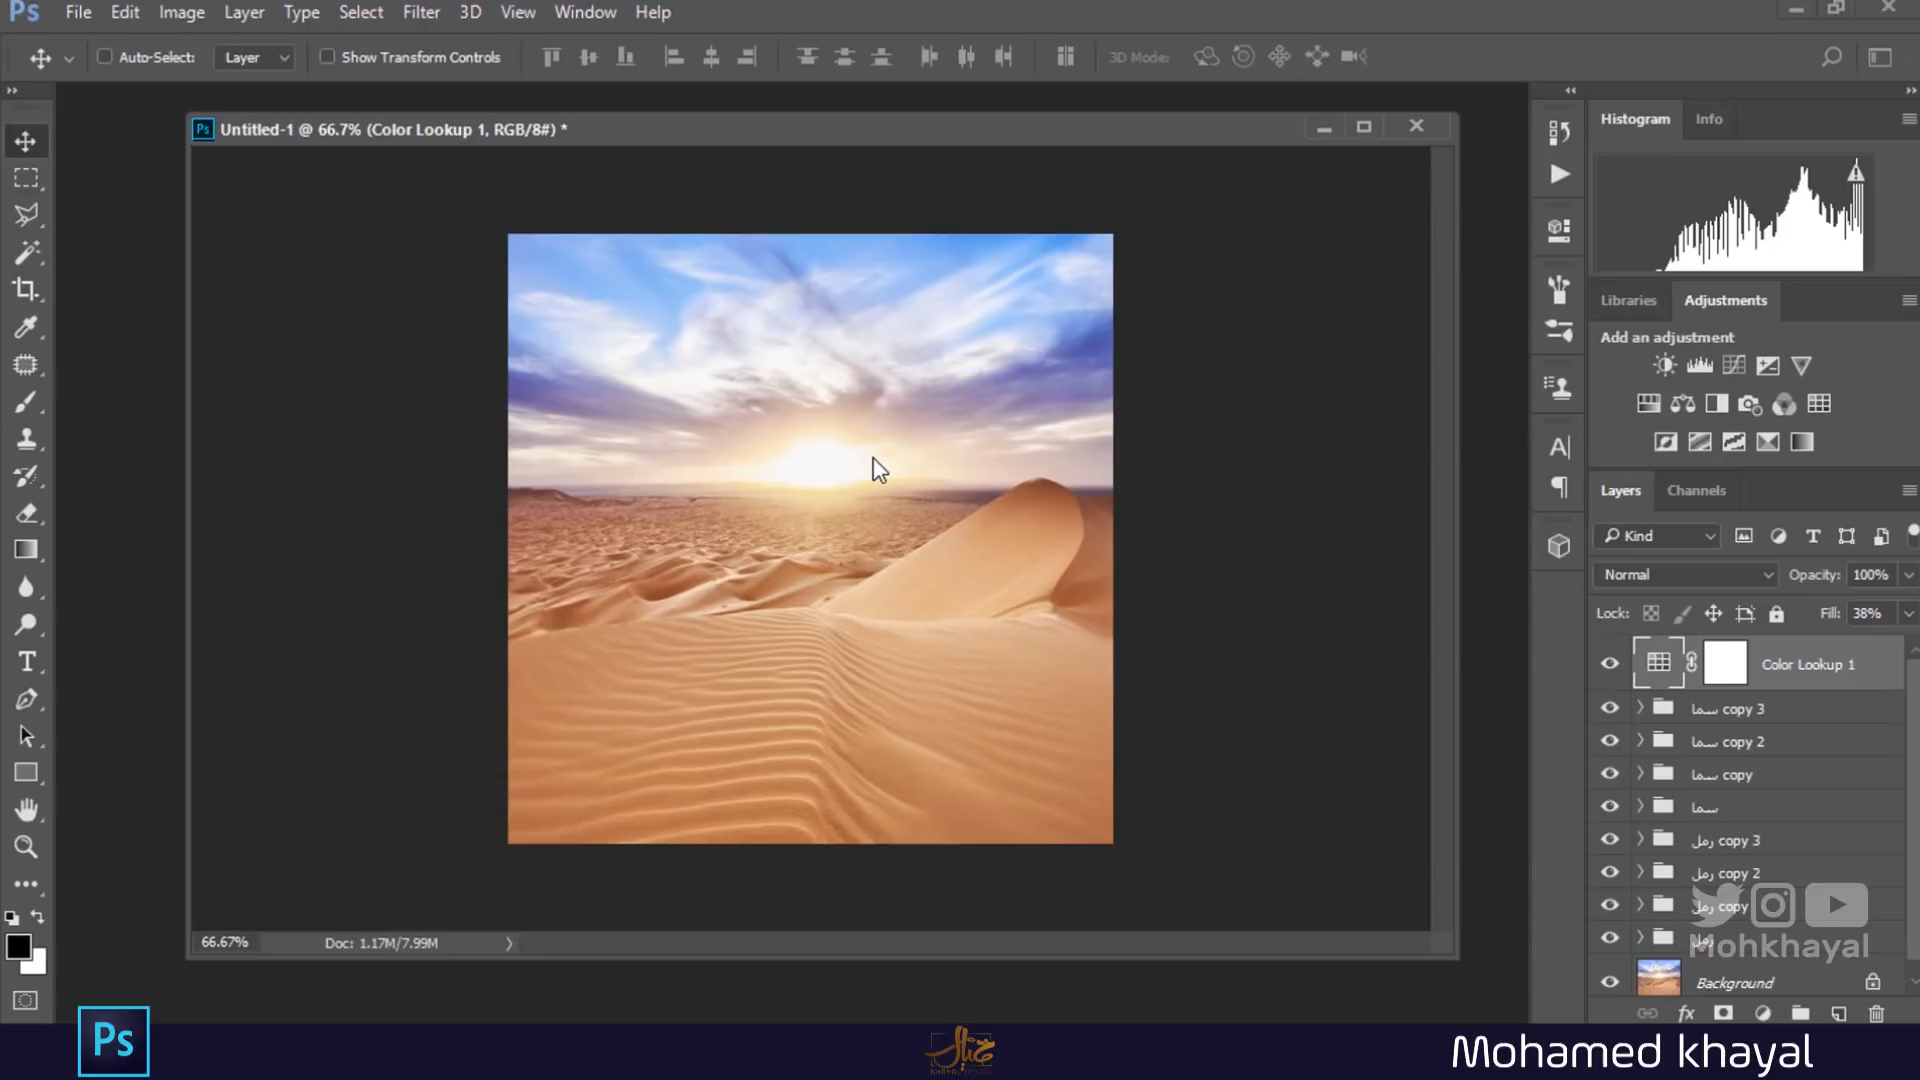 Ps File Edit Image Layer Type Select Filter 3D View Window Help
Auto-Select: Layer Show Transform Controls 3D Mode:
Ps Untitled-1 @ 66.7% (Color Lookup 1, RGB/8#) *
Histogram Info
Libraries Adjustments
Add an adjustment
Layers Channels
Kind
Normal Opacity: 100%
Lock: Fill: 38%
Color Lookup 1
سما copy 3
سما copy 2
سما copy
سما
رمل copy 3
رمل copy 2
رمل copy
رمل
Mohkhayal
Background
66.67% Doc: 1.17M/7.99M
Ps
خيال
Mohamed khayal